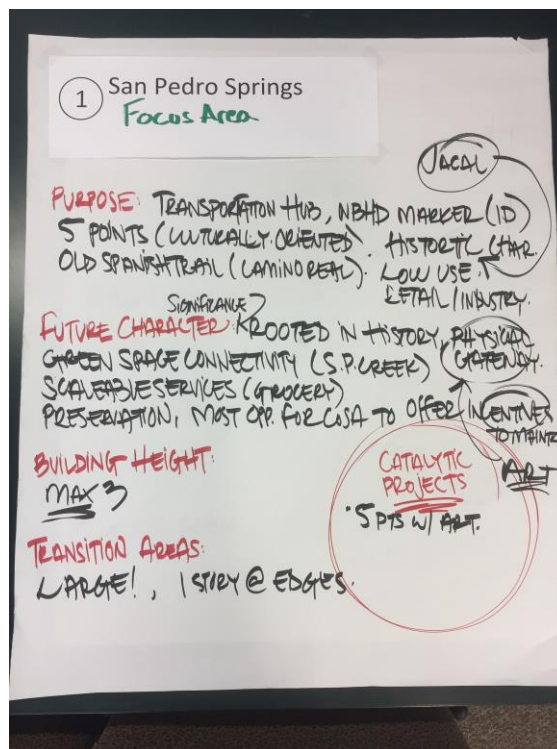 1 San Pedro Springs
Focus Area
JACAL
PURPOSE: TRANSPORTATION HUB, NBHD MARKER (ID)
5 POINTS (CULTURALLY ORIENTED). HISTORIC CHAR
OLD SPANISH TRAIL (CAMINO REAL). LOW USE
RETAIL/INDUSTRY.
SIGNIFICANCE?
FUTURE CHARACTER: ROOTED IN HISTORY, PHYSICAL
GREEN SPACE CONNECTIVITY (S.P. CREEK) GATEWAY
SCALEABLE SERVICES (GROCERY)
PRESERVATION, MOST OPP. FOR COSA TO OFFER INCENTIVES
TO MAINTR
BUILDING HEIGHT:
MAX 3
CATALYTIC
PROJECTS
ART
• 5 PTS W/ ART.
TRANSITION AREAS:
LARGE!, 1 STORY @ EDGES.